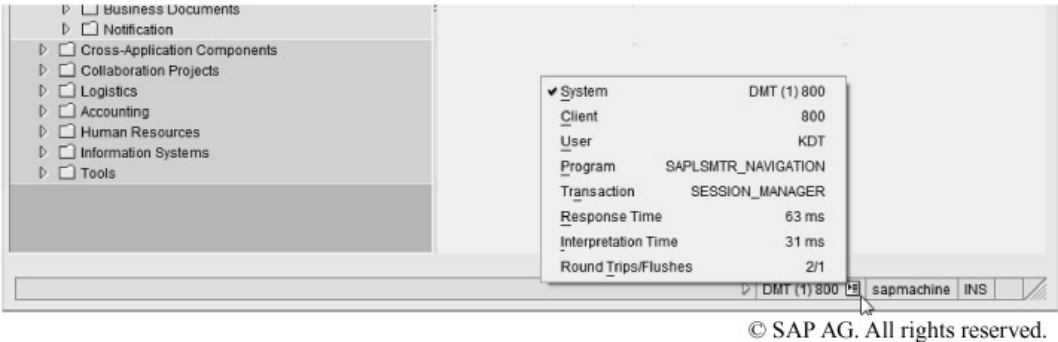 Business Documents
Notification
Cross-Application Components
Collaboration Projects
Logistics
Accounting
Human Resources
Information Systems
Tools
System DMT (1) 800
Client 800
User KDT
Program SAPLSMTR_NAVIGATION
Transaction SESSION_MANAGER
Response Time 63 ms
Interpretation Time 31 ms
Round Trips/Flushes 2/1
DMT (1) 800 sapmachine INS
© SAP AG. All rights reserved.